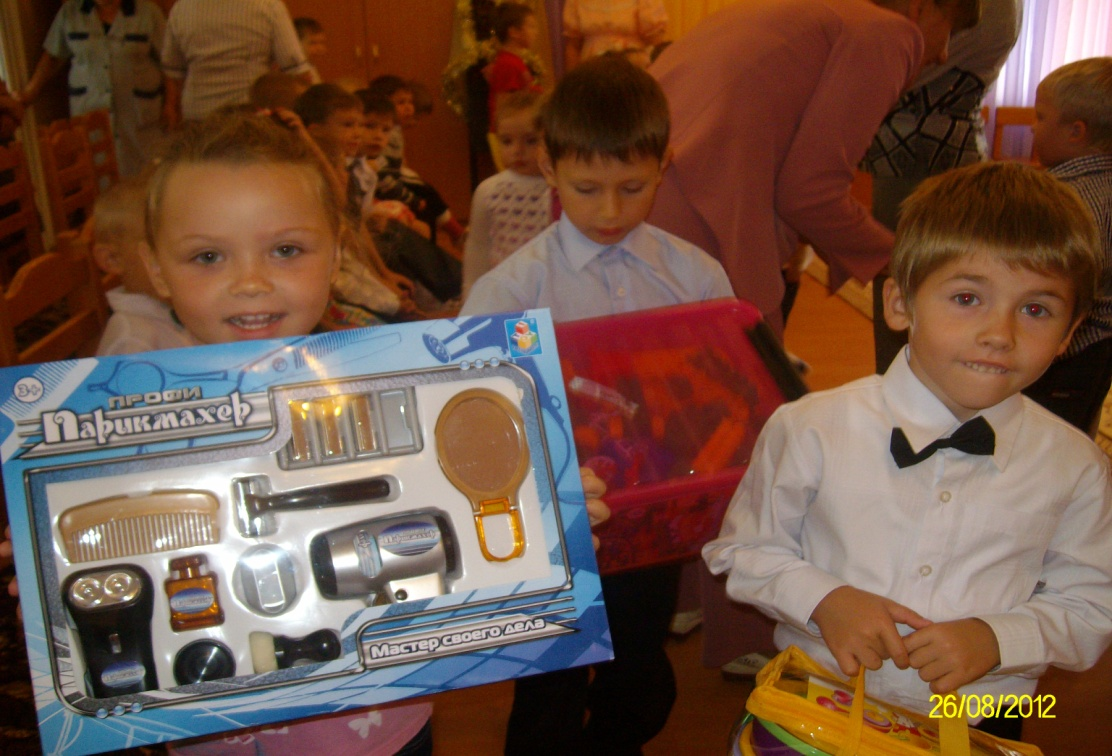 3+
ПРОФИ
Парикмахер
Мастер своего дела
26/08/2012